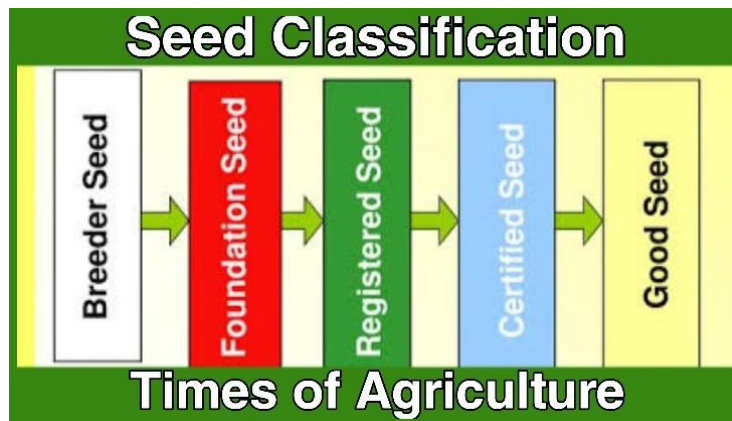 Seed Classification
Breeder Seed
Foundation Seed
Registered Seed
Certified Seed
Good Seed
Times of Agriculture